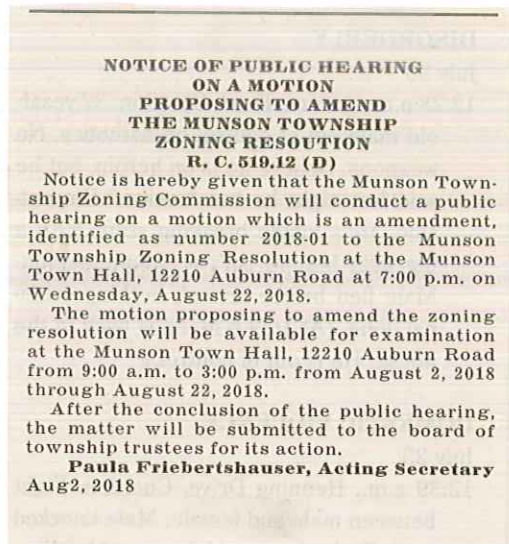 NOTICE OF PUBLIC HEARING
ON A MOTION
PROPOSING TO AMEND
THE MUNSON TOWNSHIP
ZONING RESOUTION
R. C. 519.12 (D)
Notice is hereby given that the Munson Town-
ship Zoning Commission will conduct a public
hearing on a motion which is an amendment,
identified as number 2018-01 to the Munson
Township Zoning Resolution at the Munson
Town Hall, 12210 Auburn Road at 7:00 p.m. on
Wednesday, August 22, 2018.
The motion proposing to amend the zoning
resolution will be available for examination
at the Munson Town Hall, 12210 Auburn Road
from 9:00 a.m. to 3:00 p.m. from August 2, 2018
through August 22, 2018.
After the conclusion of the public hearing,
the matter will be submitted to the board of
township trustees for its action.
Paula Friebertshauser, Acting Secretary
Aug2, 2018